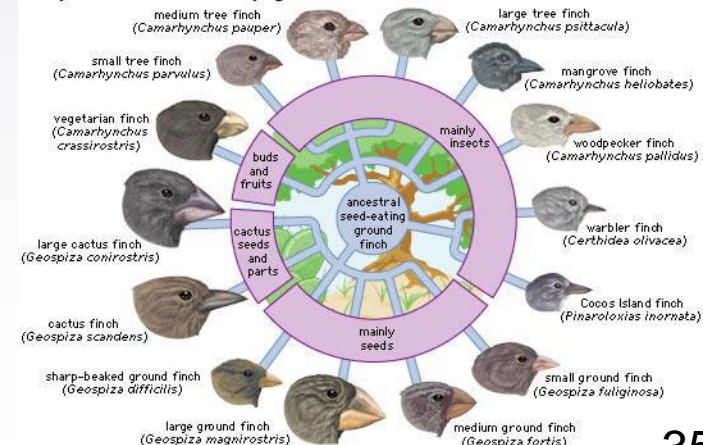 medium tree finch
(Camarhynchus pauper)
large tree finch
(Camarhynchus psittacula)
small tree finch
(Camarhynchus parvulus)
mangrove finch
(Camarhynchus heliobates)
vegetarian finch
(Camarhynchus
crassirostris)
mainly
insects
woodpecker finch
(Camarhynchus pallidus)
buds
and
fruits
ancestral
seed-eating
ground
finch
warbler finch
(Certhidea olivacea)
large cactus finch
(Geospiza conirostris)
cactus
seeds
and
parts
Cocos Island finch
(Pinaroloxias inornata)
cactus finch
(Geospiza scandens)
mainly
seeds
sharp-beaked ground finch
(Geospiza difficilis)
small ground finch
(Geospiza fuliginosa)
large ground finch
(Geospiza magnirostris)
medium ground finch
(Geospiza fortis)